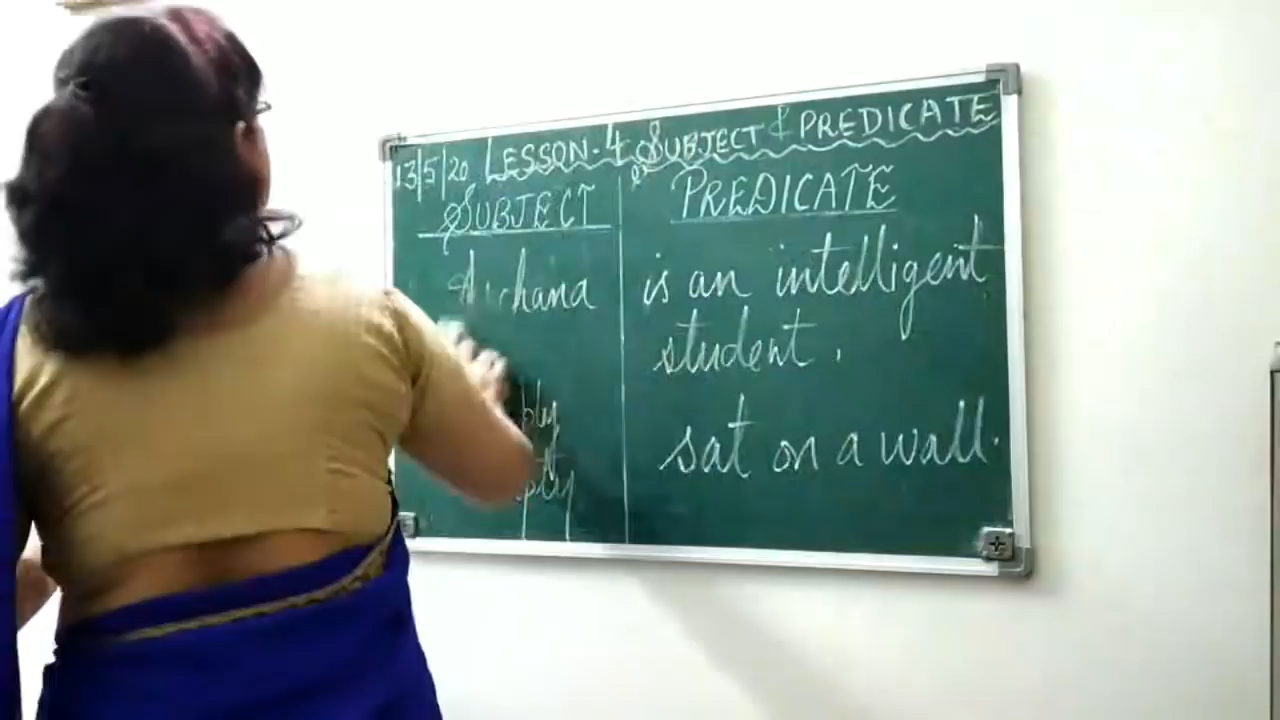 13/5/20 LESSON-4 SUBJECT & PREDICATE
SUBJECT PREDICATE
is an intelligent
student.
sat on a wall.